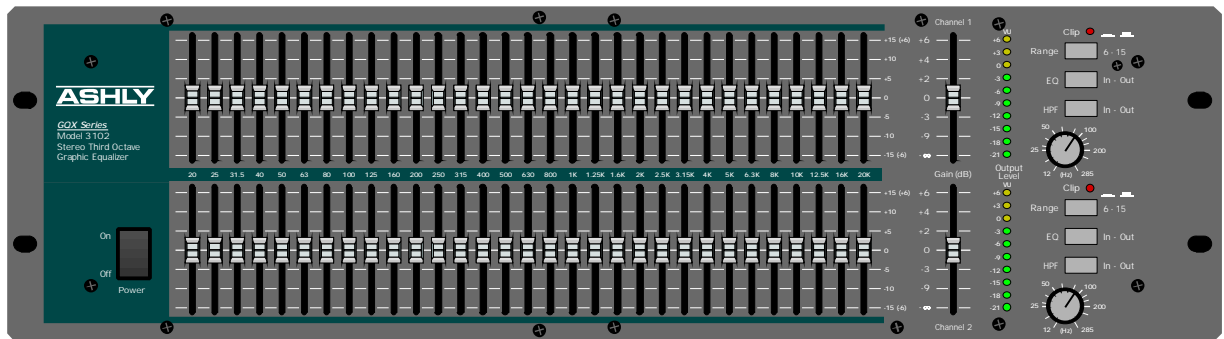 ASHLY
GQX Series
Model 3102
Stereo Third Octave
Graphic Equalizer
On
Off
Power
+15 (+6)
+10
+5
0
-5
-10
-15 (-6)
Channel 1
+6
+4
+2
0
-3
-9
-∞
VU
+6
+3
0
-3
-6
-9
-12
-15
-18
-21
Clip
Range 6 - 15
EQ In - Out
HPF In - Out
50 100
25 200
12 (Hz) 285
20 25 31.5 40 50 63 80 100 125 160 200 250 315 400 500 630 800 1K 1.25K 1.6K 2K 2.5K 3.15K 4K 5K 6.3K 8K 10K 12.5K 16K 20K
Gain (dB)
Output
Level
+15 (+6)
+10
+5
0
-5
-10
-15 (-6)
+6
+4
+2
0
-3
-9
-∞
Channel 2
VU
+6
+3
0
-3
-6
-9
-12
-15
-18
-21
Clip
Range 6 - 15
EQ In - Out
HPF In - Out
50 100
25 200
12 (Hz) 285